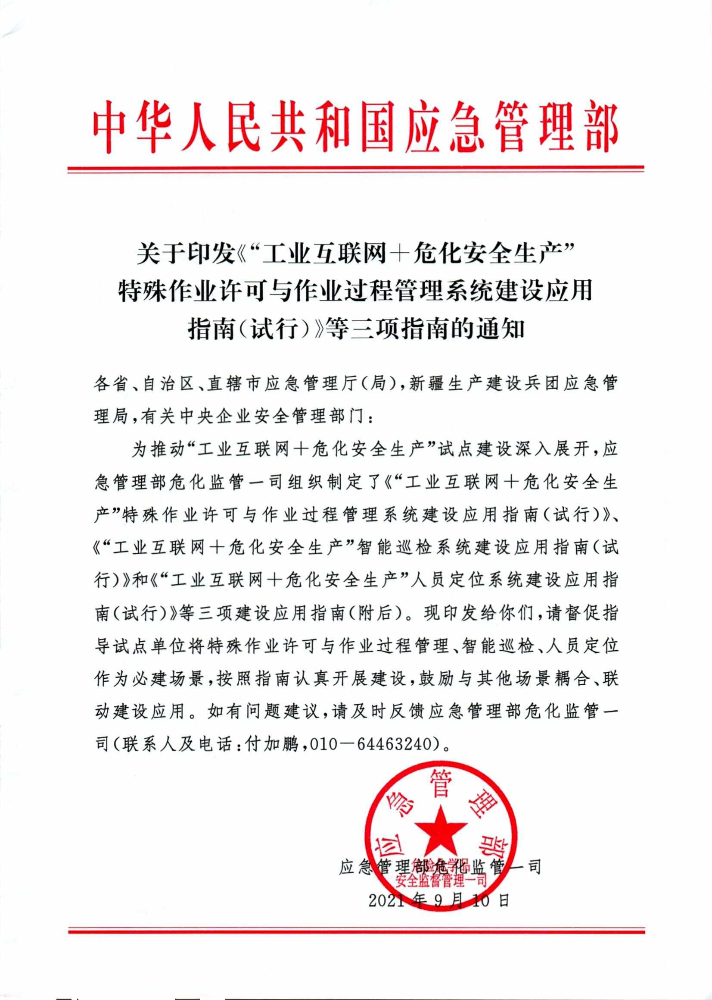 中华人民共和国应急管理部
关于印发《“工业互联网＋危化安全生产”
特殊作业许可与作业过程管理系统建设应用
指南（试行）》等三项指南的通知
各省、自治区、直辖市应急管理厅（局），新疆生产建设兵团应急管
理局，有关中央企业安全管理部门：
为推动“工业互联网＋危化安全生产”试点建设深入展开，应
急管理部危化监管一司组织制定了《“工业互联网＋危化安全生
产”特殊作业许可与作业过程管理系统建设应用指南（试行）》、
《“工业互联网＋危化安全生产”智能巡检系统建设应用指南（试
行）》和《“工业互联网＋危化安全生产”人员定位系统建设应用指
南（试行）》等三项建设应用指南（附后）。现印发给你们，请督促指
导试点单位将特殊作业许可与作业过程管理、智能巡检、人员定位
作为必建场景，按照指南认真开展建设，鼓励与其他场景耦合、联
动建设应用。如有问题建议，请及时反馈应急管理部危化监管一
司（联系人及电话：付加鹏，010－64463240）。
应急管理部
应急管理部危化监管一司
危险化学品
安全监督管理一司
2021年9月10日